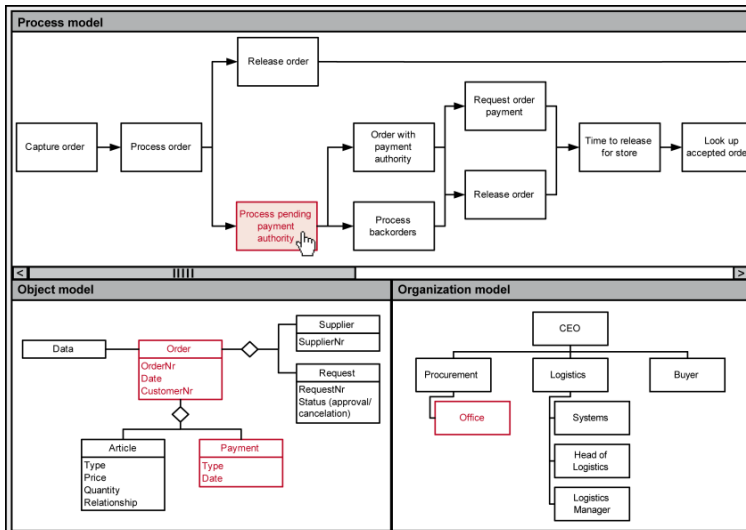 Process model
Release order
Request order
payment
Capture order
Process order
Order with
payment
authority
Time to release
for store
Look up
accepted order
Process pending
payment
authority
Process
backorders
Release order
<
>
Object model
Organization model
Data
Order
OrderNr
Date
CustomerNr
Supplier
SupplierNr
Request
RequestNr
Status (approval/
cancelation)
Article
Type
Price
Quantity
Relationship
Payment
Type
Date
CEO
Procurement
Logistics
Buyer
Office
Systems
Head of
Logistics
Logistics
Manager